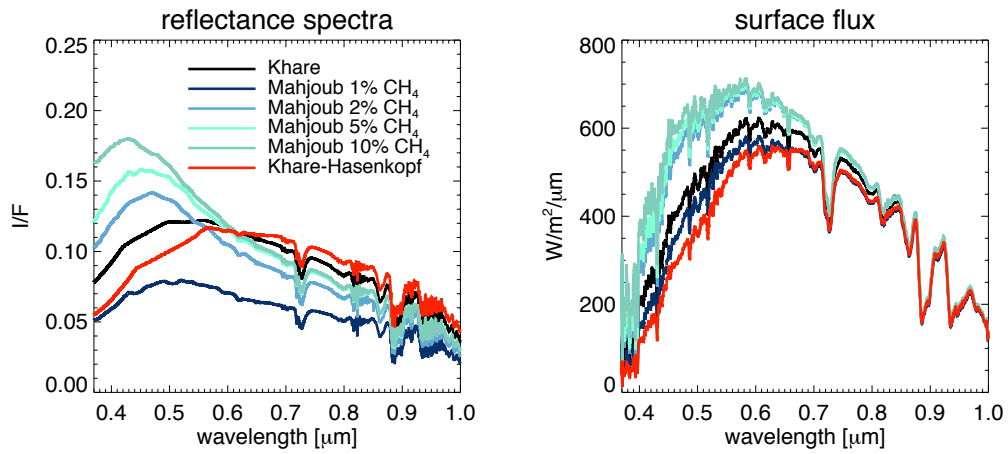 reflectance spectra
0.25
0.20
0.15
0.10
0.05
0.00
I/F
Khare
Mahjoub 1% CH₄
Mahjoub 2% CH₄
Mahjoub 5% CH₄
Mahjoub 10% CH₄
Khare-Hasenkopf
0.4 0.5 0.6 0.7 0.8 0.9 1.0
wavelength [μm]
surface flux
800
600
400
200
0
W/m²/μm
0.4 0.5 0.6 0.7 0.8 0.9 1.0
wavelength [μm]